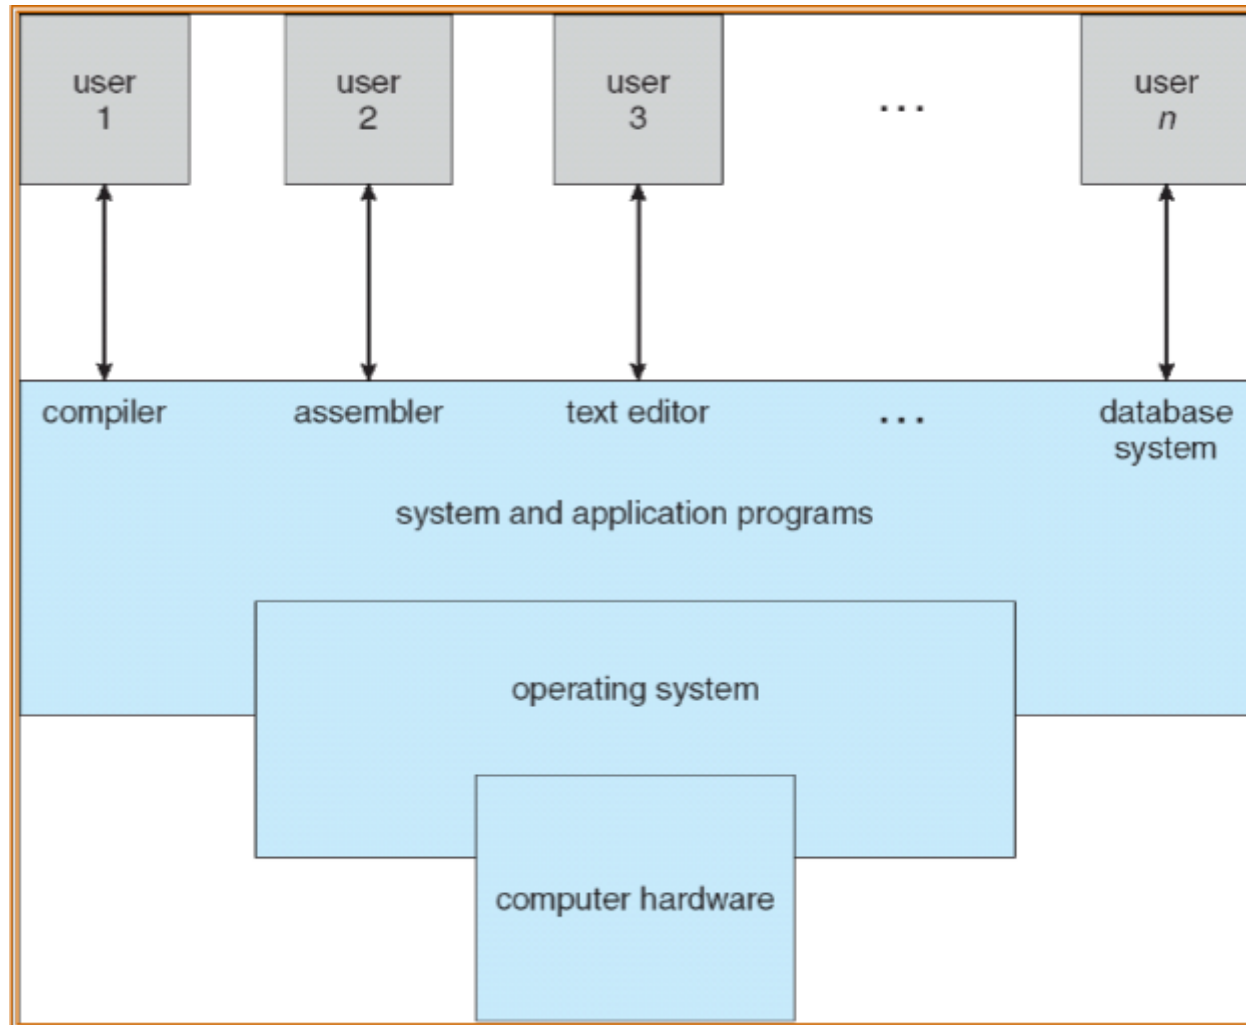 user
1
user
2
user
3
...
user
n
compiler
assembler
text editor
...
database
system
system and application programs
operating system
computer hardware